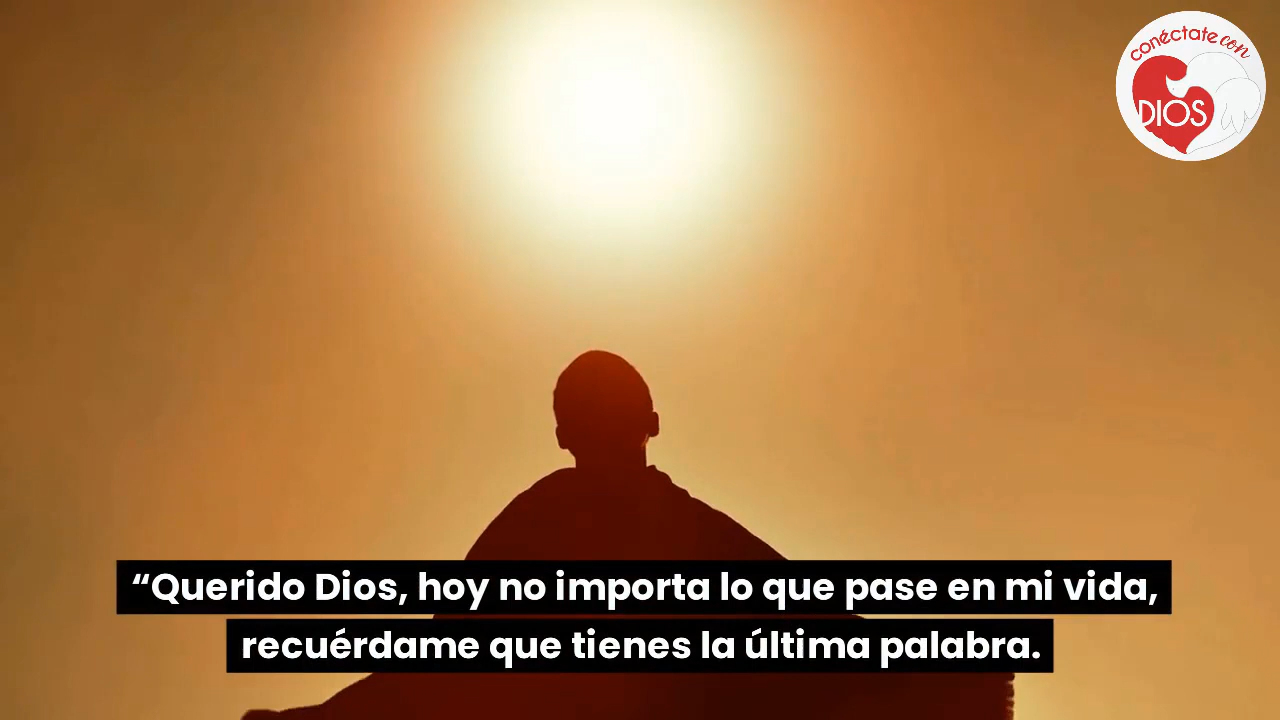 conéctate con
DIOS
“Querido Dios, hoy no importa lo que pase en mi vida,
recuérdame que tienes la última palabra.